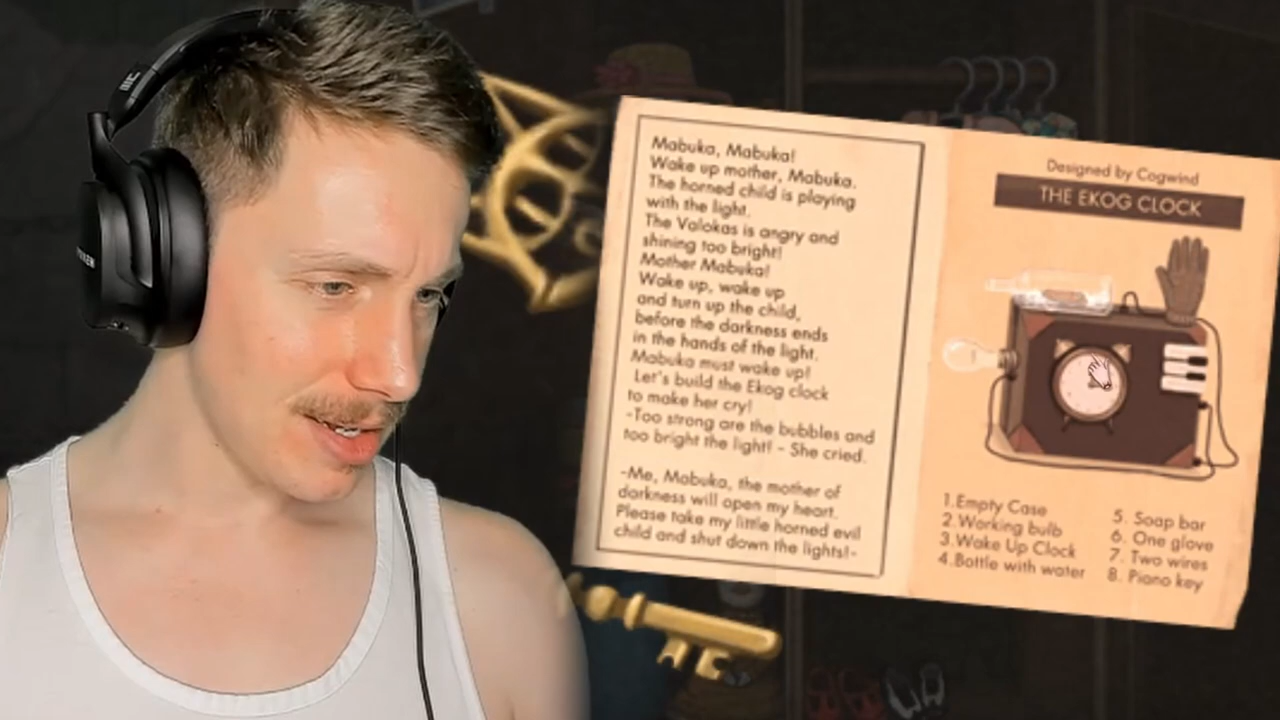 Mabuka, Mabuka!
Wake up mother, Mabuka.
The horned child is playing
with the light.
The Valokas is angry and
shining too bright!
Mother Mabuka!
Wake up, wake up
and turn up the child,
before the darkness ends
in the hands of the light.
Mabuka must wake up!
Let's build the Ekog clock
to make her cry!
-Too strong are the bubbles and
too bright the light! - She cried.
-Me, Mabuka, the mother of
darkness will open my heart.
Please take my little horned evil
child and shut down the lights!-
Designed by Cogwind
THE EKOG CLOCK
1.Empty Case
2.Working bulb
3.Wake Up Clock
4.Bottle with water
5. Soap bar
6. One glove
7. Two wires
8. Piano key